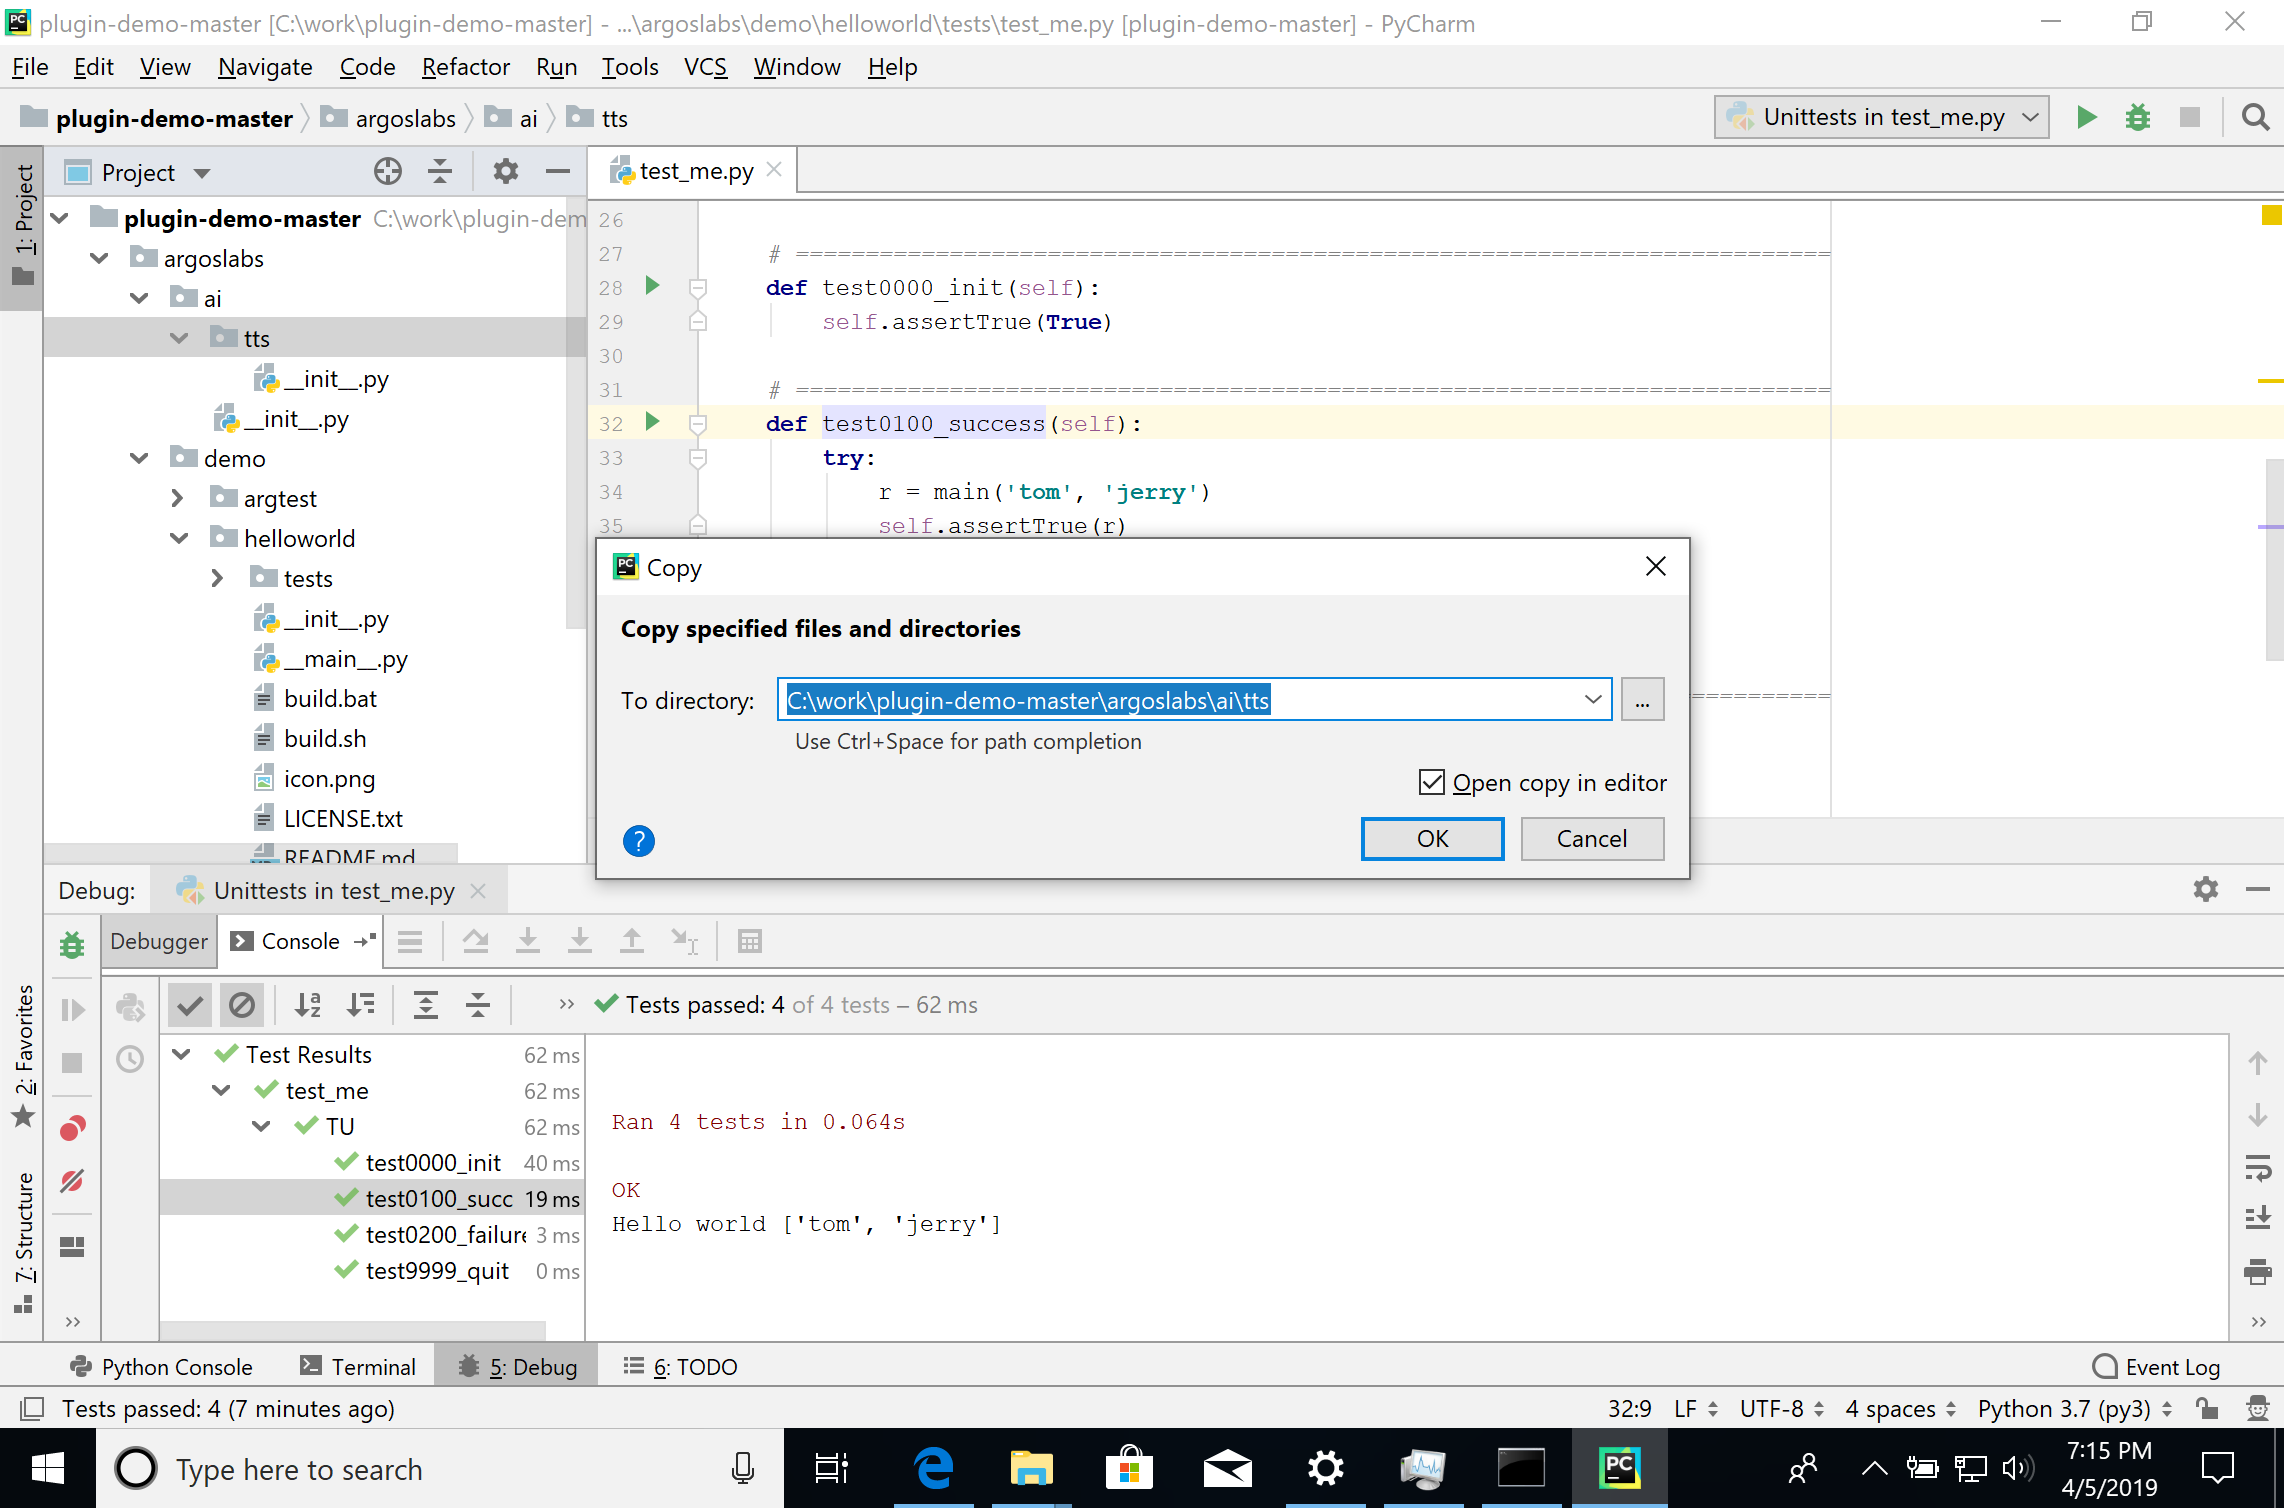 plugin-demo-master [C:\work\plugin-demo-master] - ...\argoslabs\demo\helloworld\tests\test_me.py [plugin-demo-master] - PyCharm
File Edit View Navigate Code Refactor Run Tools VCS Window Help
plugin-demo-master argoslabs ai tts
Unittests in test_me.py
1: Project
Project
test_me.py
plugin-demo-master C:\work\plugin-dem
argoslabs
ai
tts
__init__.py
__init__.py
demo
argtest
helloworld
tests
__init__.py
__main__.py
build.bat
build.sh
icon.png
LICENSE.txt
README.md
26
27 # ==========================================================================
28 def test0000_init(self):
29 self.assertTrue(True)
30
31 # ==========================================================================
32 def test0100_success(self):
33 try:
34 r = main('tom', 'jerry')
35 self.assertTrue(r)
==========
Copy
Copy specified files and directories
To directory: C:\work\plugin-demo-master\argoslabs\ai\tts ...
Use Ctrl+Space for path completion
Open copy in editor
? OK Cancel
Debug: Unittests in test_me.py
Debugger Console
2: Favorites
7: Structure
Tests passed: 4 of 4 tests – 62 ms
Test Results 62 ms
test_me 62 ms
TU 62 ms
test0000_init 40 ms
test0100_succ 19 ms
test0200_failure 3 ms
test9999_quit 0 ms
Ran 4 tests in 0.064s
OK
Hello world ['tom', 'jerry']
Python Console Terminal 5: Debug 6: TODO Event Log
Tests passed: 4 (7 minutes ago) 32:9 LF UTF-8 4 spaces Python 3.7 (py3)
Type here to search
PC
7:15 PM
4/5/2019